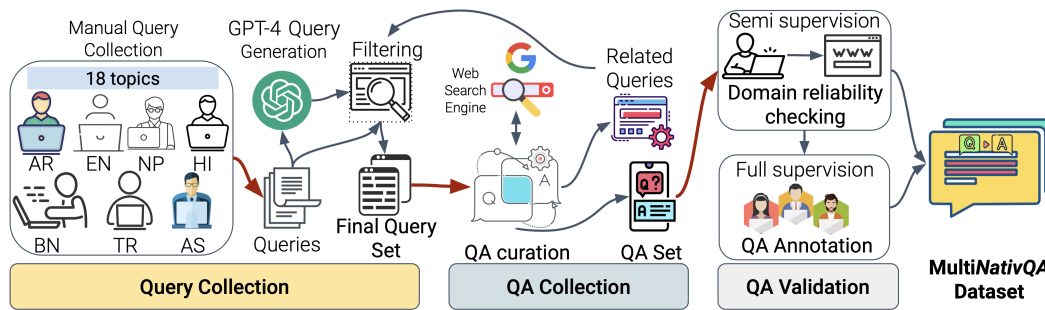 Manual Query
Collection
18 topics
AR
EN
NP
HI
BN
TR
AS
GPT-4 Query
Generation
Filtering
Queries
Final Query
Set
Query Collection
Web
Search
Engine
G
Related
Queries
WWW
Q
A
QA curation
Q?
A
QA Set
QA Collection
Semi supervision
Domain reliability
checking
Full supervision
QA Annotation
QA Validation
Q
A
MultiNativQA
Dataset